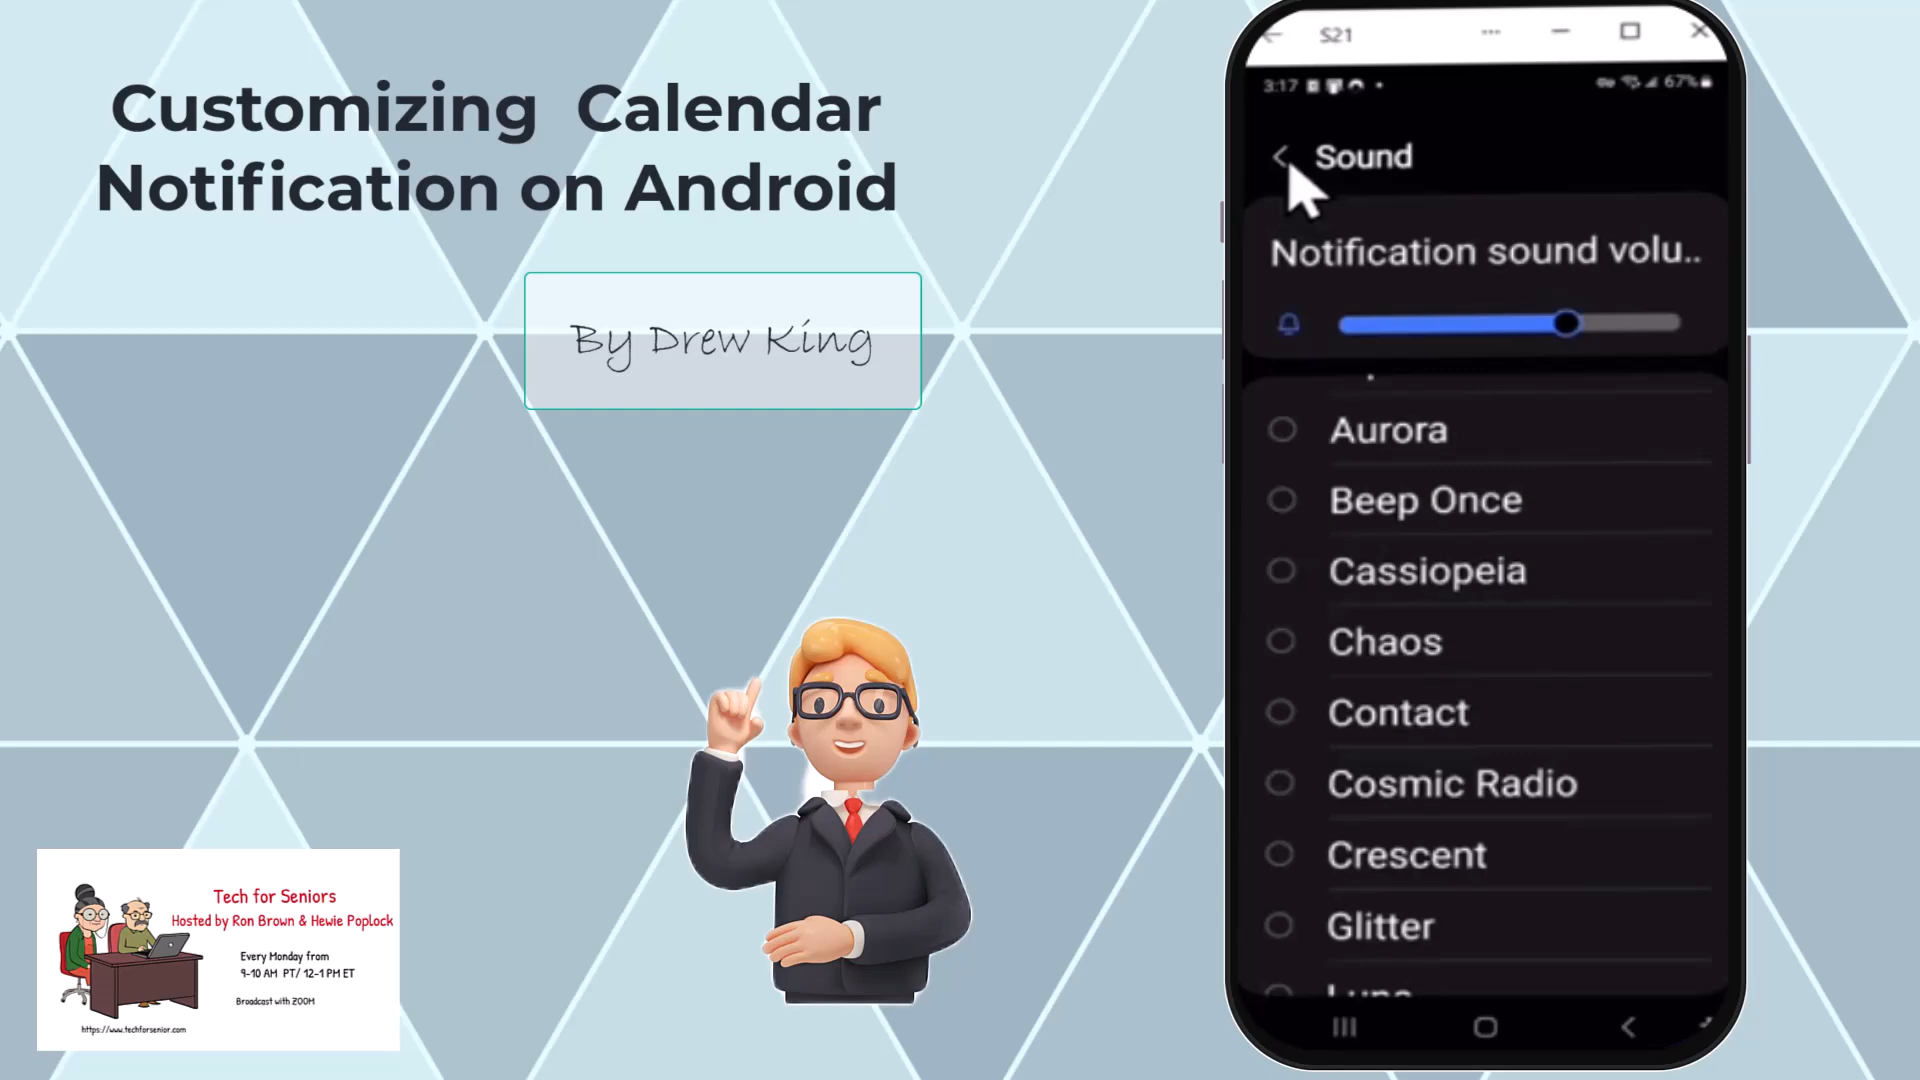 Customizing Calendar
Notification on Android
By Drew King
Tech for Seniors
Hosted by Ron Brown & Hewie Poplock
Every Monday from
9-10 AM PT/ 12-1 PM ET
Broadcast with ZOOM
https://www.techforsenior.com
S21
3:17
67%
Sound
Notification sound volu..
Aurora
Beep Once
Cassiopeia
Chaos
Contact
Cosmic Radio
Crescent
Glitter